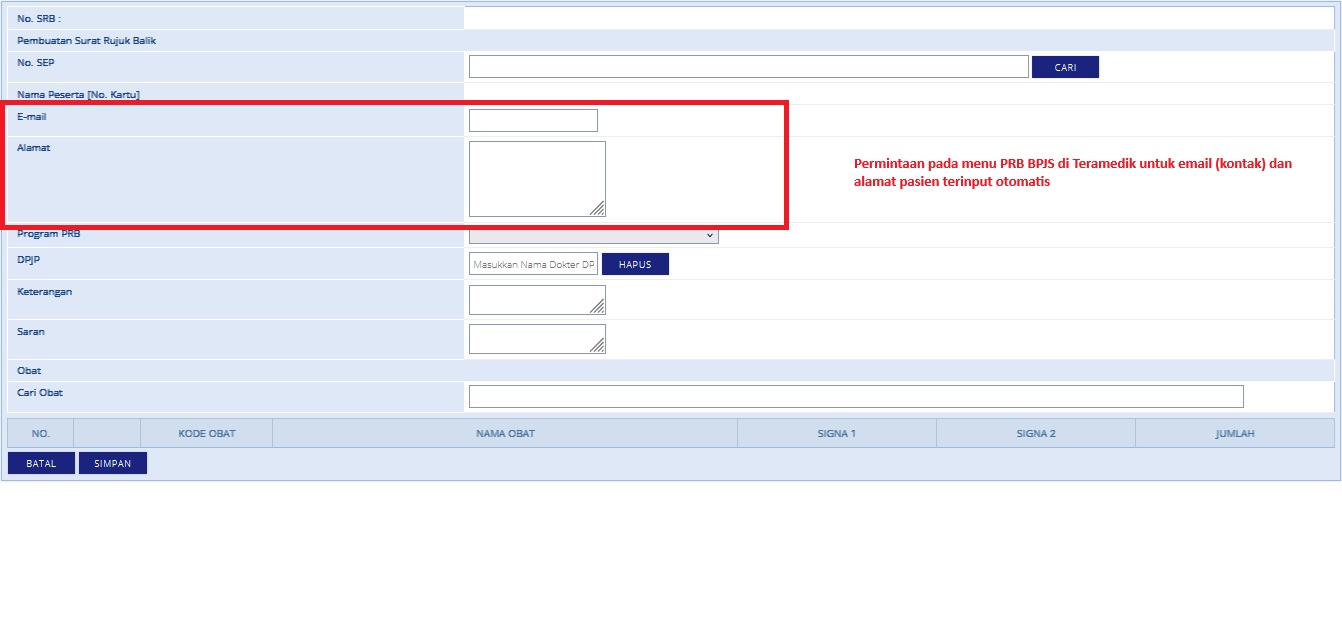 No. SRB :
Pembuatan Surat Rujuk Balik
No. SEP
CARI
Nama Peserta [No. Kartu]
E-mail
Alamat
Permintaan pada menu PRB BPJS di Teramedik untuk email (kontak) dan
alamat pasien terinput otomatis
Program PRB
DPJP
Masukkan Nama Dokter DP
HAPUS
Keterangan
Saran
Obat
Cari Obat
NO. KODE OBAT NAMA OBAT SIGNA 1 SIGNA 2 JUMLAH
BATAL SIMPAN